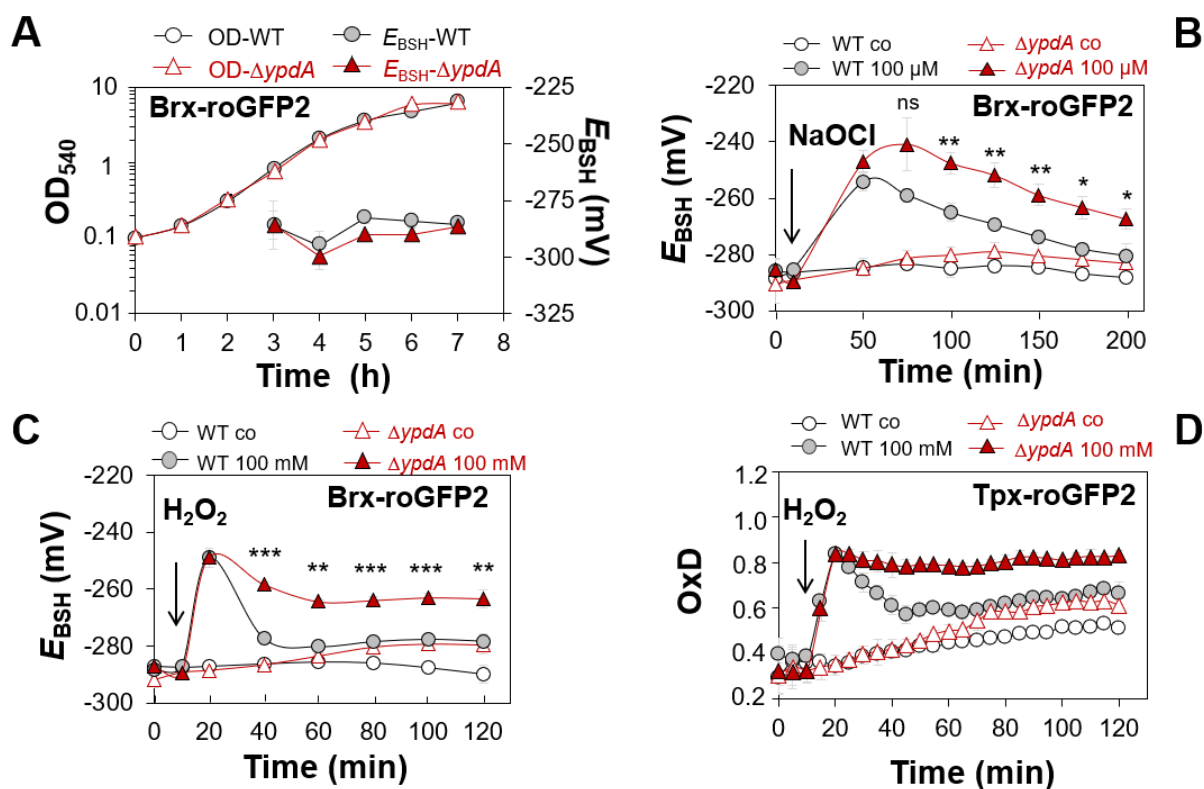 A
OD-WT
E_BSH-WT
OD-ΔypdA
E_BSH-ΔypdA
Brx-roGFP2
OD₅₄₀
10
1
0.1
0.01
-225
-250
-275
-300
-325
E_BSH (mV)
0 1 2 3 4 5 6 7 8
Time (h)
B
WT co
ΔypdA co
WT 100 µM
ΔypdA 100 µM
Brx-roGFP2
NaOCl
ns
**
**
**
*
*
E_BSH (mV)
-220
-240
-260
-280
-300
0 50 100 150 200
Time (min)
C
WT co
ΔypdA co
WT 100 mM
ΔypdA 100 mM
Brx-roGFP2
H₂O₂
*** ** *** *** **
E_BSH (mV)
-220
-240
-260
-280
-300
0 20 40 60 80 100 120
Time (min)
D
WT co
ΔypdA co
WT 100 mM
ΔypdA 100 mM
Tpx-roGFP2
H₂O₂
OxD
1.2
1.0
0.8
0.6
0.4
0.2
0 20 40 60 80 100 120
Time (min)